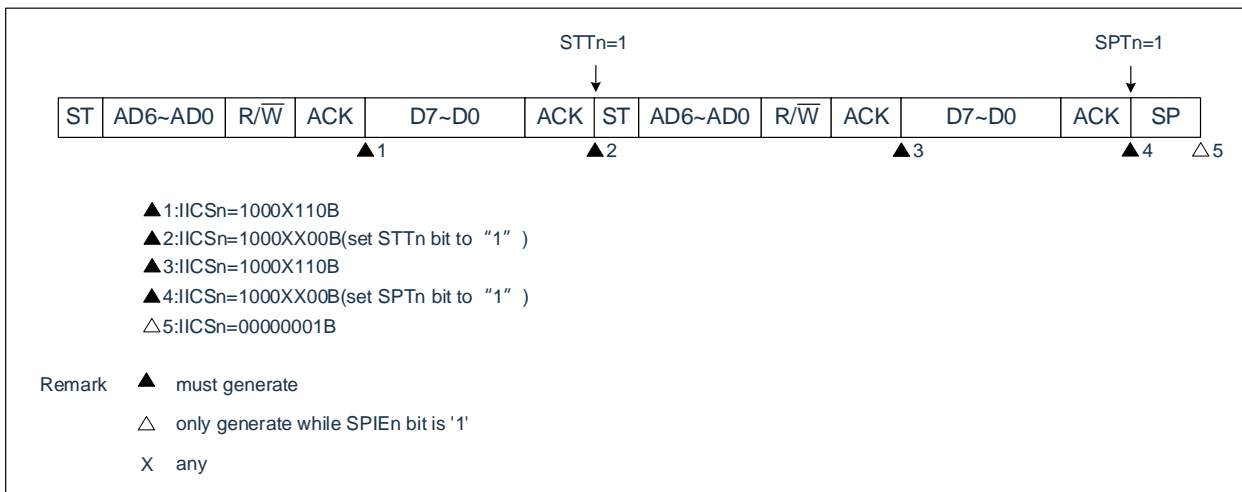 STTn=1 SPTn=1
ST AD6~AD0 R/W̅ ACK D7~D0 ACK ST AD6~AD0 R/W̅ ACK D7~D0 ACK SP
▲1 ▲2 ▲3 ▲4 △5
▲1:IICSn=1000X110B
▲2:IICSn=1000XX00B(set STTn bit to “1” )
▲3:IICSn=1000X110B
▲4:IICSn=1000XX00B(set SPTn bit to “1” )
△5:IICSn=00000001B
Remark ▲ must generate
△ only generate while SPIEn bit is '1'
X any